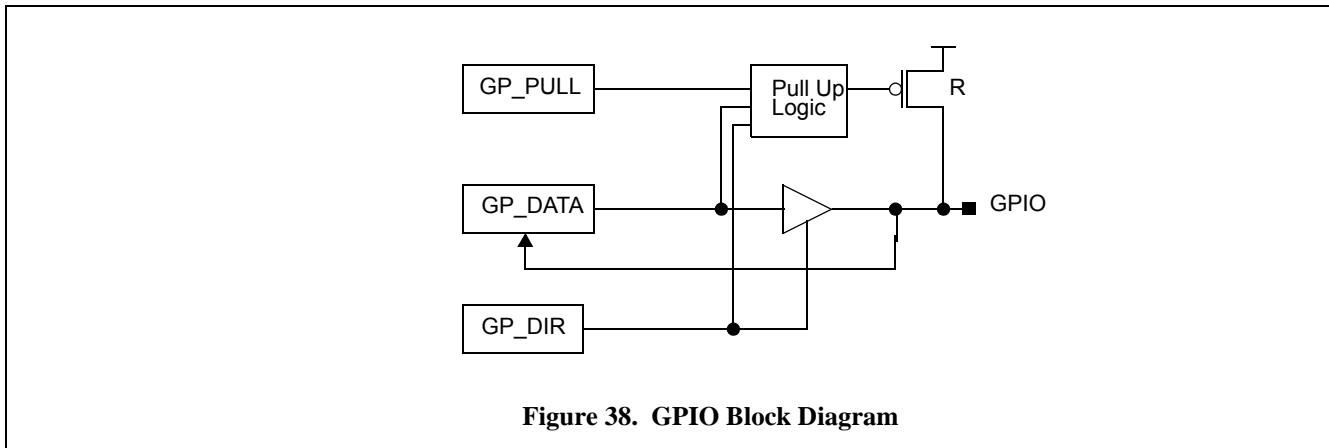 GP_PULL
Pull Up
Logic
R
GP_DATA
GPIO
GP_DIR
Figure 38. GPIO Block Diagram